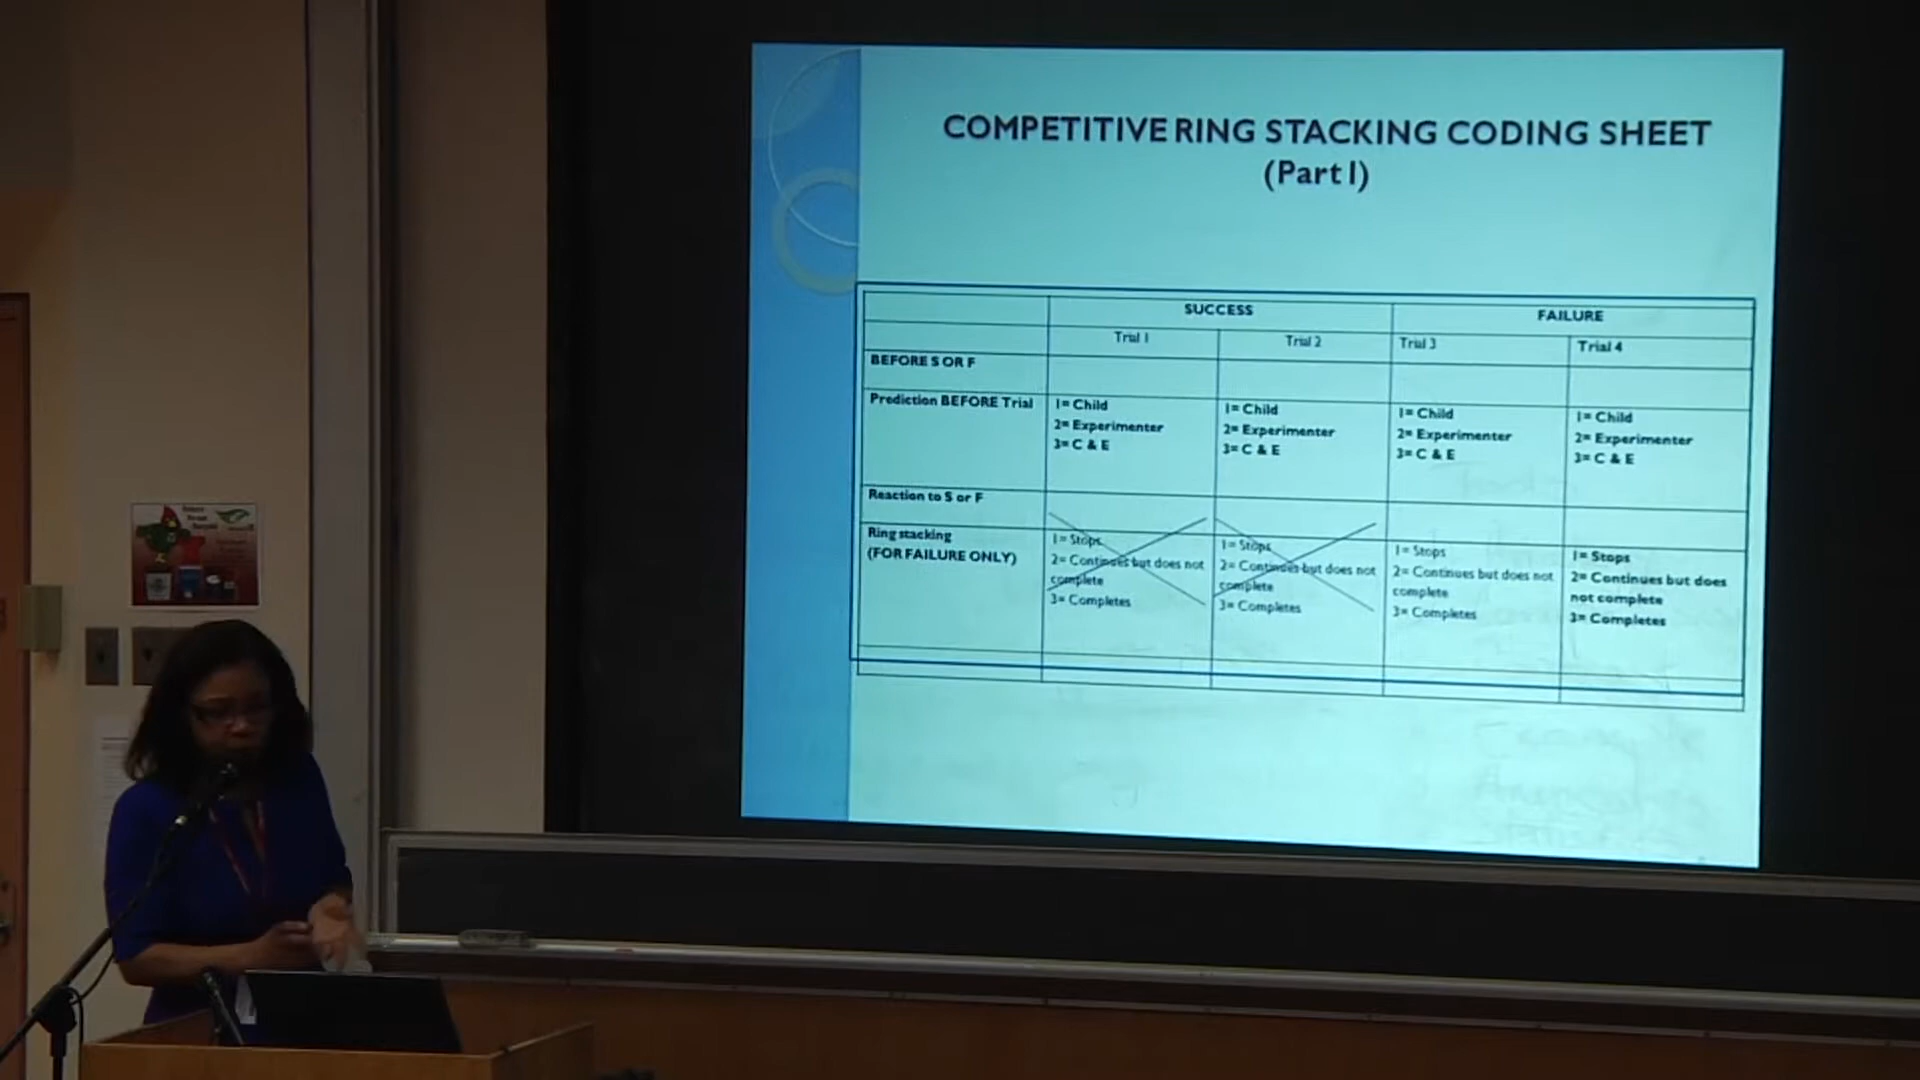 COMPETITIVE RING STACKING CODING SHEET
(Part I)
SUCCESS
FAILURE
Trial 1
Trial 2
Trial 3
Trial 4
BEFORE S OR F
Prediction BEFORE Trial
1= Child
2= Experimenter
3= C & E
1= Child
2= Experimenter
3= C & E
1= Child
2= Experimenter
3= C & E
1= Child
2= Experimenter
3= C & E
Reaction to S or F
Ring stacking
(FOR FAILURE ONLY)
1= Stops
2= Continues but does not
complete
3= Completes
1= Stops
2= Continues but does not
complete
3= Completes
1= Stops
2= Continues but does not
complete
3= Completes
1= Stops
2= Continues but does
not complete
3= Completes